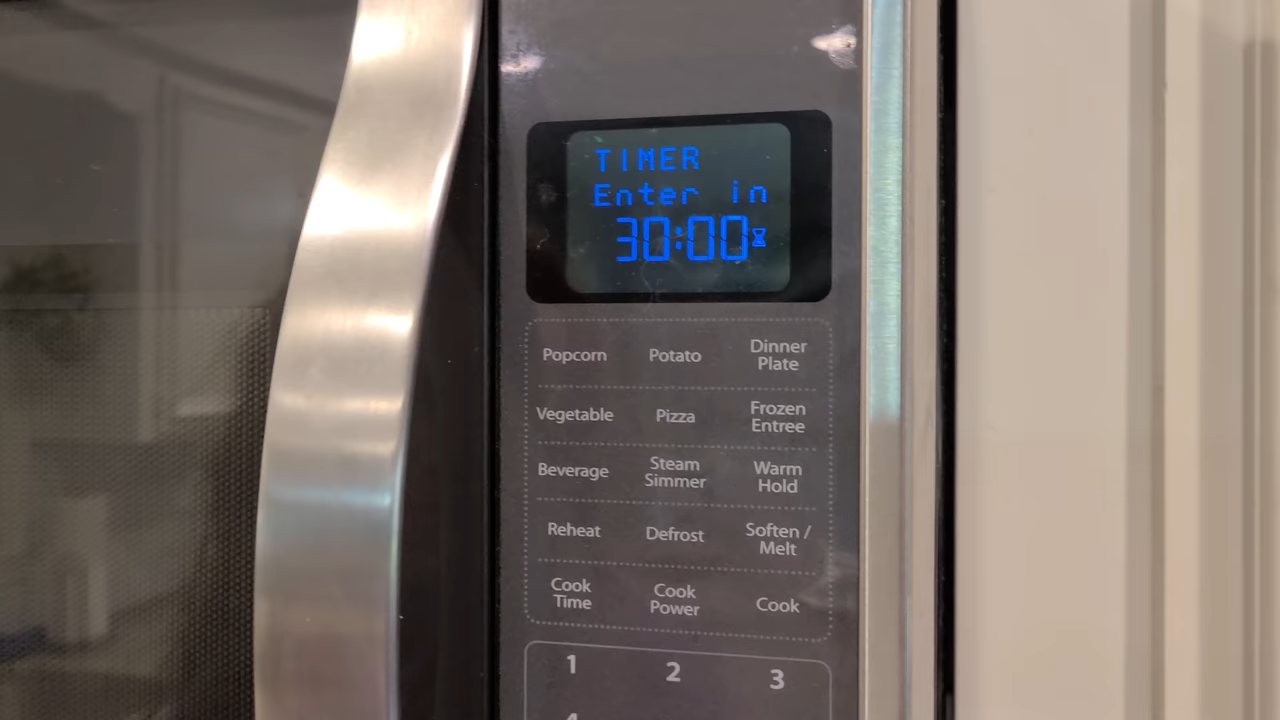 TIMER
Enter in
30:00
Popcorn Potato Dinner Plate
Vegetable Pizza Frozen Entree
Beverage Steam Simmer Warm Hold
Reheat Defrost Soften / Melt
Cook Time Cook Power Cook
1 2 3